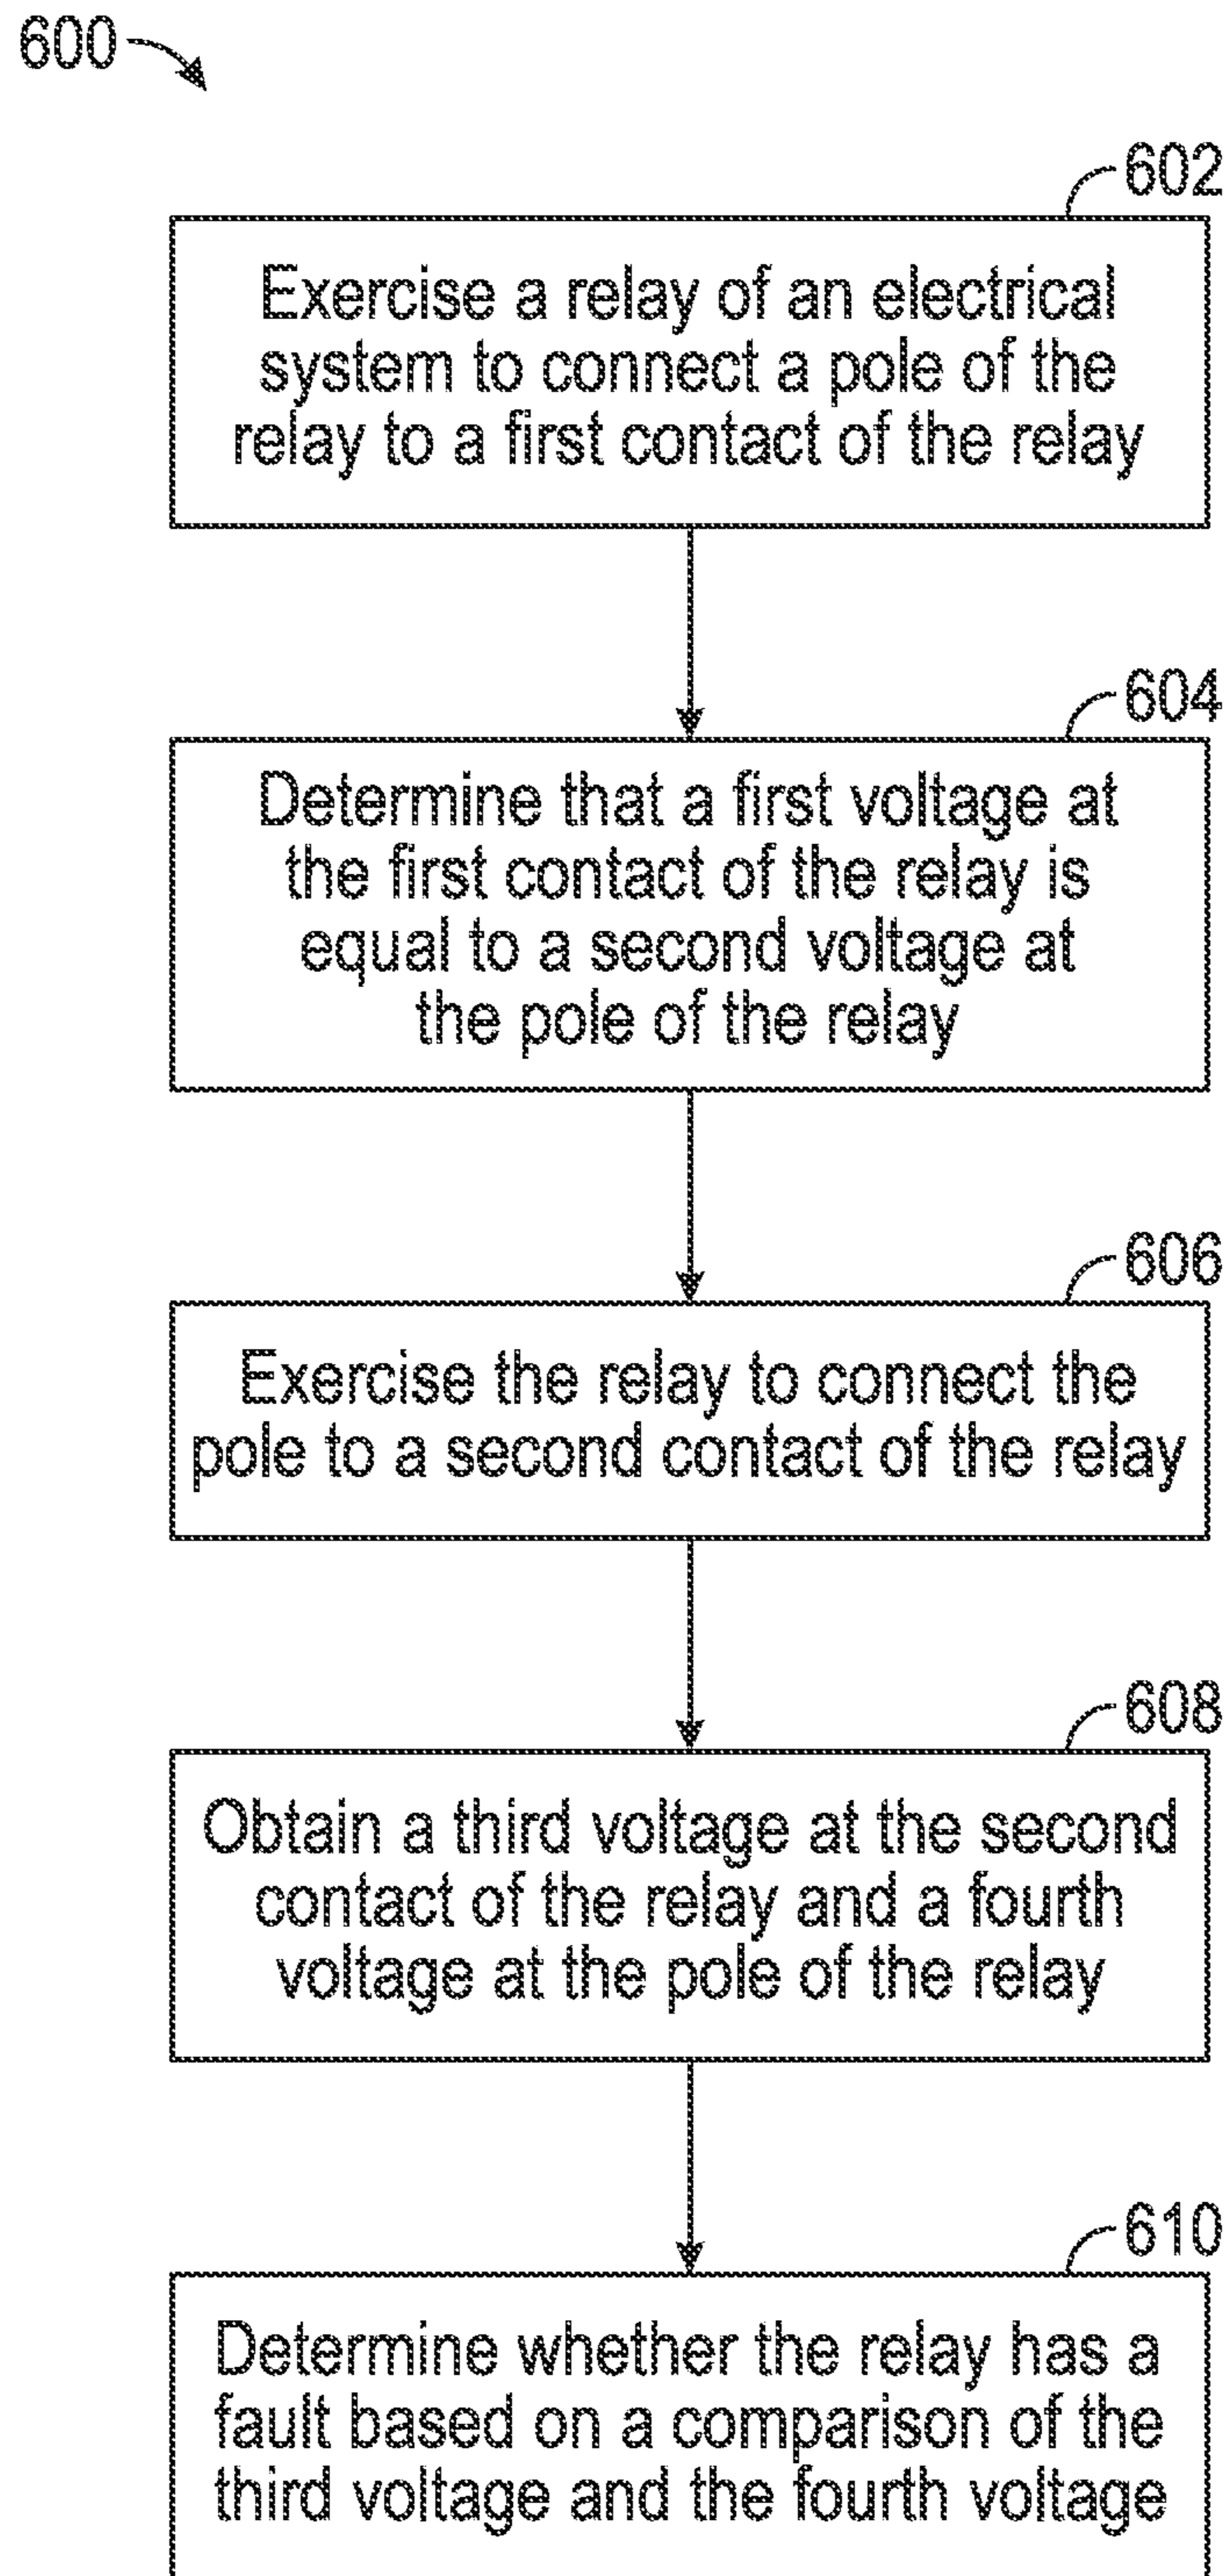 600
602
Exercise a relay of an electrical
system to connect a pole of the
relay to a first contact of the relay
604
Determine that a first voltage at
the first contact of the relay is
equal to a second voltage at
the pole of the relay
606
Exercise the relay to connect the
pole to a second contact of the relay
608
Obtain a third voltage at the second
contact of the relay and a fourth
voltage at the pole of the relay
610
Determine whether the relay has a
fault based on a comparison of the
third voltage and the fourth voltage